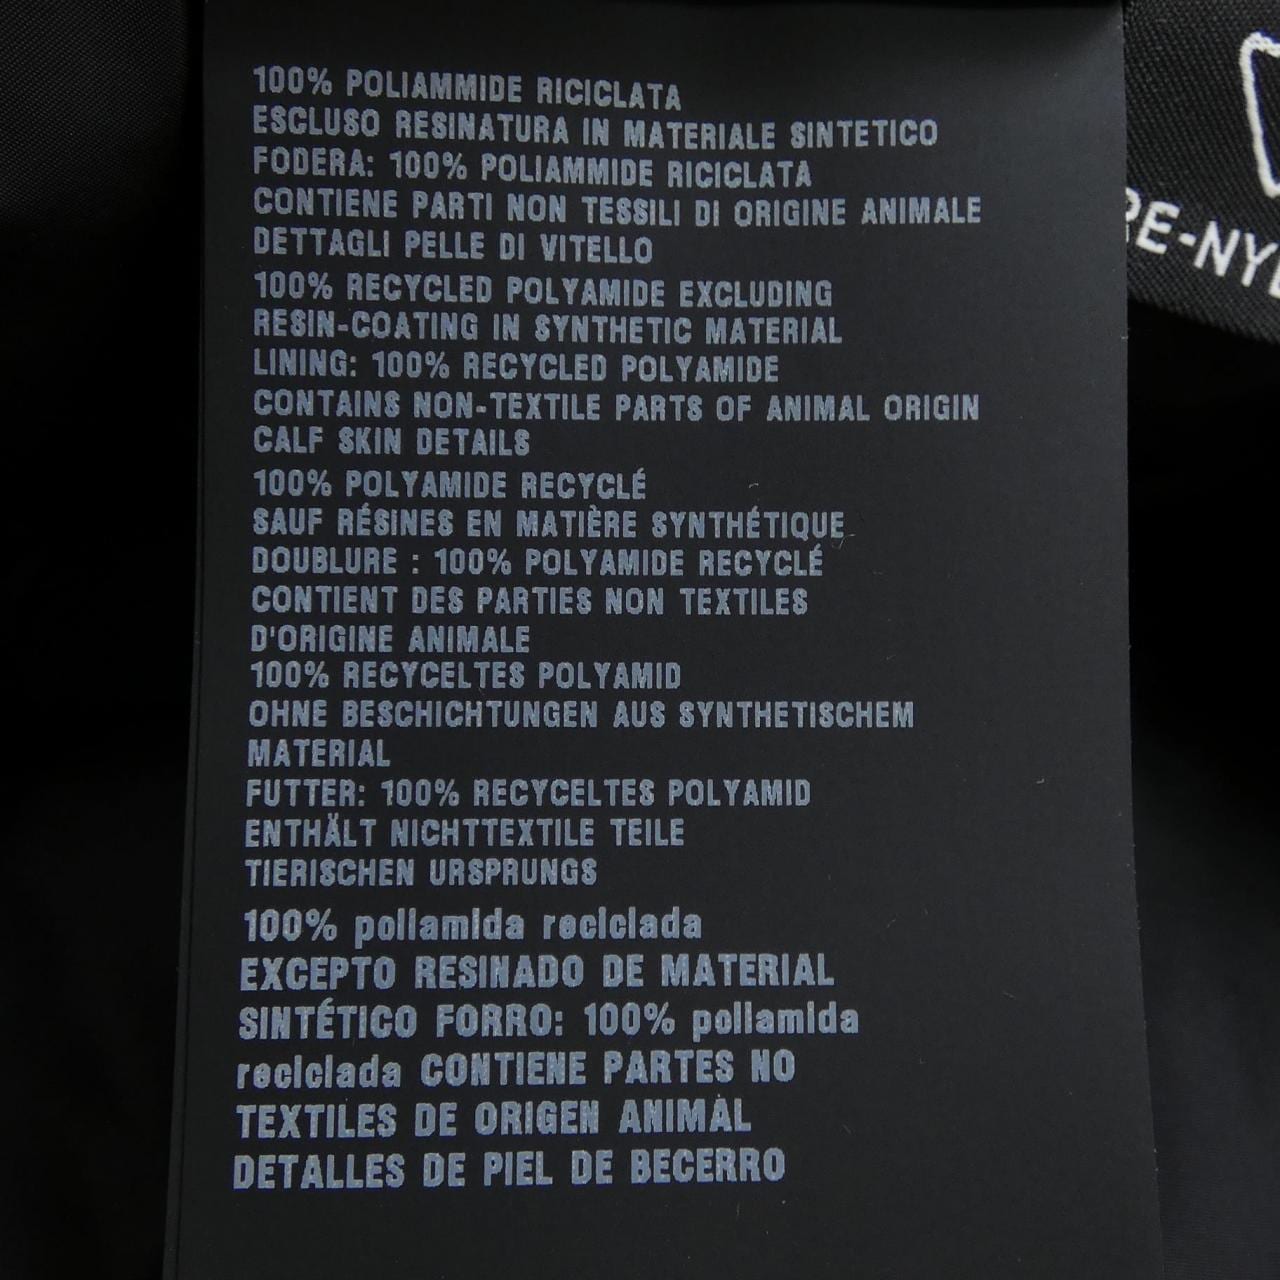 100% POLIAMMIDE RICICLATA
ESCLUSO RESINATURA IN MATERIALE SINTETICO
FODERA: 100% POLIAMMIDE RICICLATA
CONTIENE PARTI NON TESSILI DI ORIGINE ANIMALE
DETTAGLI PELLE DI VITELLO
100% RECYCLED POLYAMIDE EXCLUDING
RESIN-COATING IN SYNTHETIC MATERIAL
LINING: 100% RECYCLED POLYAMIDE
CONTAINS NON-TEXTILE PARTS OF ANIMAL ORIGIN
CALF SKIN DETAILS
100% POLYAMIDE RECYCLÉ
SAUF RÉSINES EN MATIÈRE SYNTHÉTIQUE
DOUBLURE : 100% POLYAMIDE RECYCLÉ
CONTIENT DES PARTIES NON TEXTILES
D'ORIGINE ANIMALE
100% RECYCELTES POLYAMID
OHNE BESCHICHTUNGEN AUS SYNTHETISCHEM
MATERIAL
FUTTER: 100% RECYCELTES POLYAMID
ENTHÄLT NICHTTEXTILE TEILE
TIERISCHEN URSPRUNGS
100% poliamida reciclada
EXCEPTO RESINADO DE MATERIAL
SINTÉTICO FORRO: 100% poliamida
reciclada CONTIENE PARTES NO
TEXTILES DE ORIGEN ANIMAL
DETALLES DE PIEL DE BECERRO
RE-NY